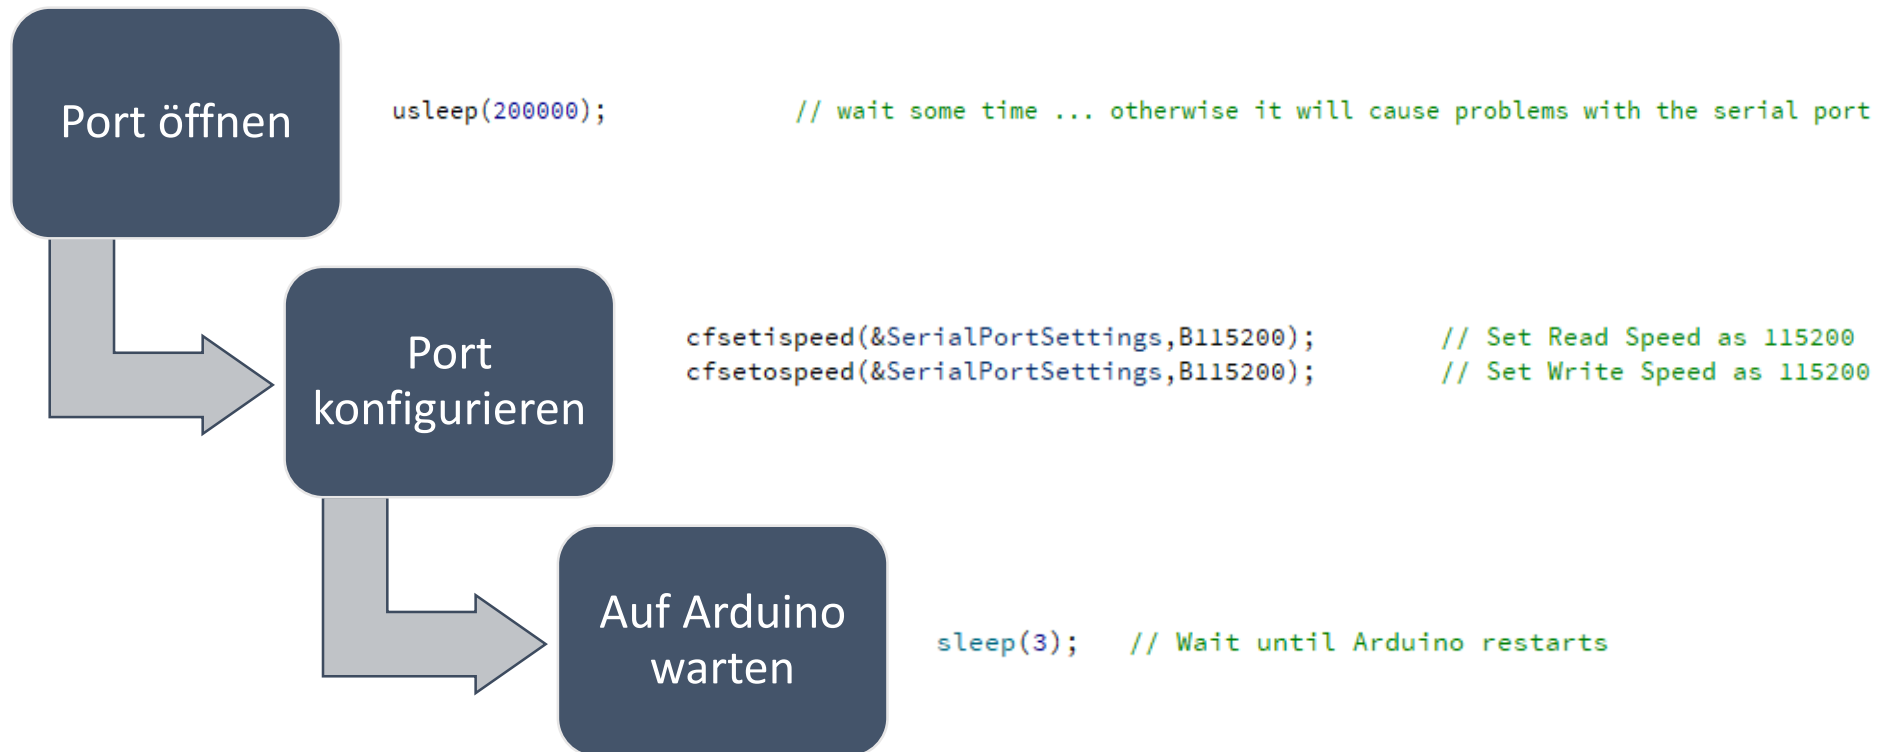 Port öffnen
usleep(200000); // wait some time ... otherwise it will cause problems with the serial port
Port
konfigurieren
cfsetispeed(&SerialPortSettings,B115200); // Set Read Speed as 115200
cfsetospeed(&SerialPortSettings,B115200); // Set Write Speed as 115200
Auf Arduino
warten
sleep(3); // Wait until Arduino restarts